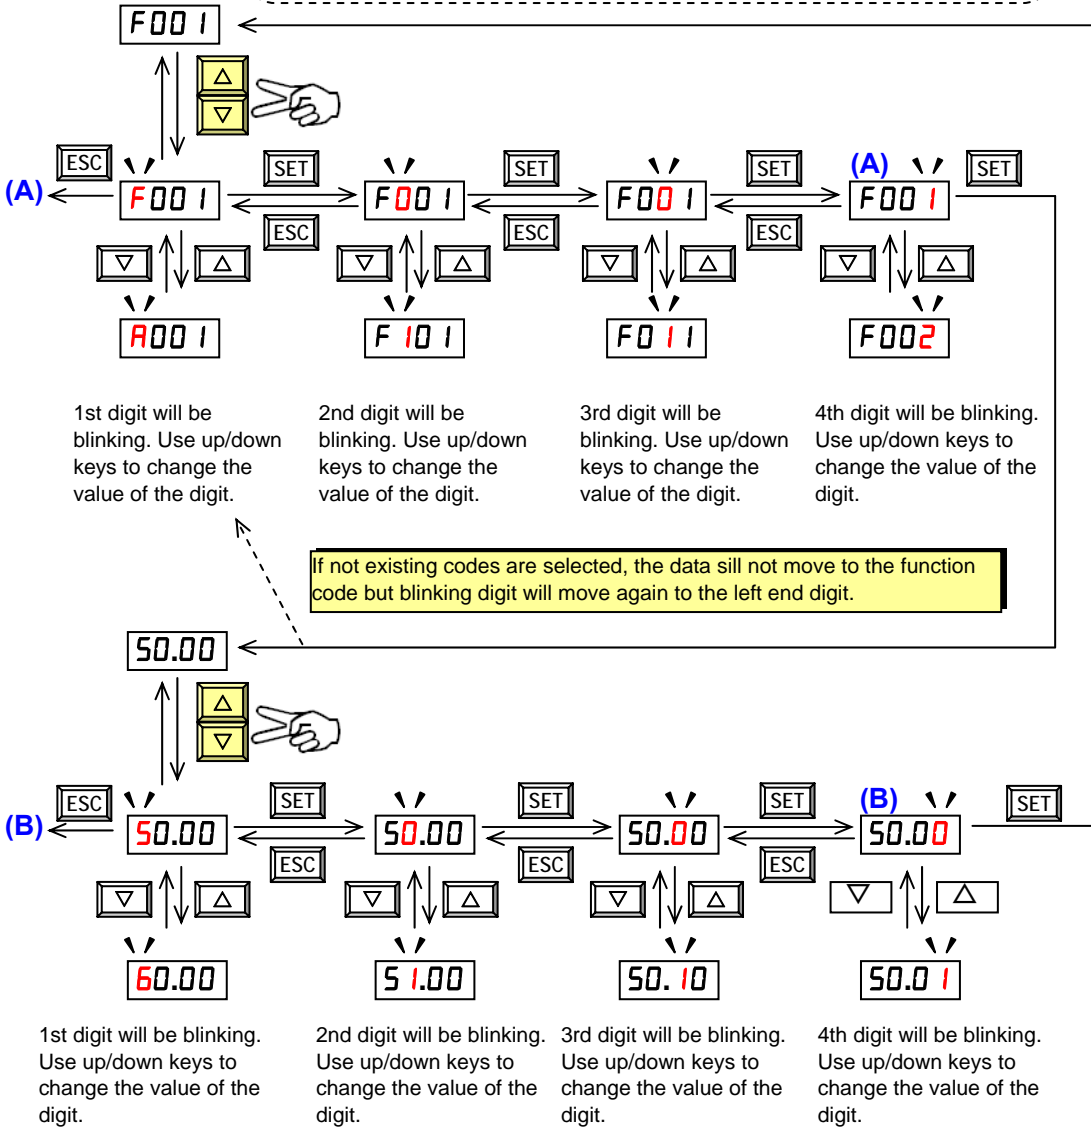 F001
△
▽
ESC
SET
SET
SET
(A)
SET
(A)
F001
F001
F001
F001
ESC
ESC
ESC
▽ △
▽ △
▽ △
▽ △
A001
F101
F011
F002
1st digit will be
blinking. Use up/down
keys to change the
value of the digit.
2nd digit will be
blinking. Use up/down
keys to change the
value of the digit.
3rd digit will be
blinking. Use up/down
keys to change the
value of the digit.
4th digit will be blinking.
Use up/down keys to
change the value of the
digit.
If not existing codes are selected, the data sill not move to the function
code but blinking digit will move again to the left end digit.
50.00
△
▽
ESC
SET
SET
SET
(B)
SET
(B)
50.00
50.00
50.00
50.00
ESC
ESC
ESC
▽ △
▽ △
▽ △
▽ △
60.00
51.00
50.10
50.01
1st digit will be blinking.
Use up/down keys to
change the value of the
digit.
2nd digit will be blinking.
Use up/down keys to
change the value of the
digit.
3rd digit will be blinking.
Use up/down keys to
change the value of the
digit.
4th digit will be blinking.
Use up/down keys to
change the value of the
digit.